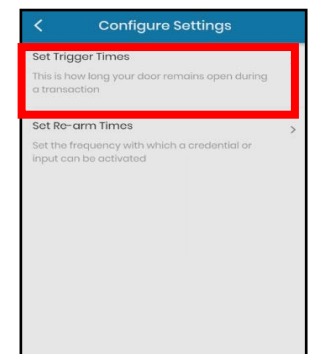 Configure Settings
Set Trigger Times
This is how long your door remains open during
a transaction
Set Re-arm Times
Set the frequency with which a credential or
input can be activated